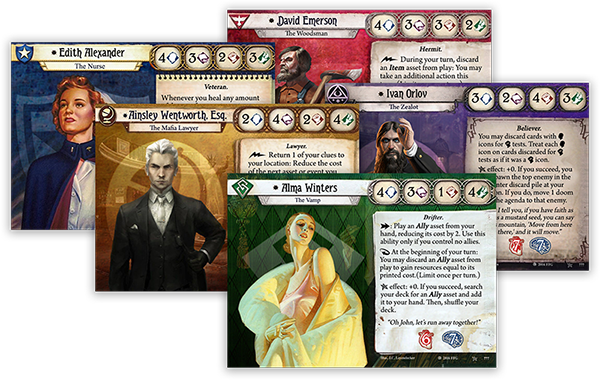 David Emerson
The Woodsman
4 3 2 4
Hermit.
During your turn, discard
an Item asset from play: You may
take an additional action this
Edith Alexander
The Nurse
4 3 2 3
Veteran.
Whenever you heal any amount
Ivan Orlov
The Zealot
3 2 4 3
Believer.
You may discard cards with
icons for tests. Treat each
icon on cards discarded for
tests as if it was a icon.
effect: +0. If you succeed, you
spawn the top enemy in the
discard pile at your
If you do, move 1 doom
the agenda to that enemy.
I tell you, if you have faith as
a mustard seed, you can say
mountain, 'Move from here
there,' and it will move."
7 7
Ainsley Wentworth, Esq.
The Mafia Lawyer
4 2 2 4
Lawyer.
Return 1 of your clues to
your location: Reduce the cost
of the next asset or event you
Alma Winters
The Vamp
4 3 1 4
Drifter.
: Play an Ally asset from your
hand, reducing its cost by 2. Use this
ability only if you control no allies.
At the beginning of your turn:
You may discard an Ally asset from
play to gain resources equal to its
printed cost.(Limit once per turn.)
effect: +0. If you succeed, search
your deck for an Ally asset and add
it to your hand. Then, shuffle your
deck.
"Oh John, let's run away together!"
6 8